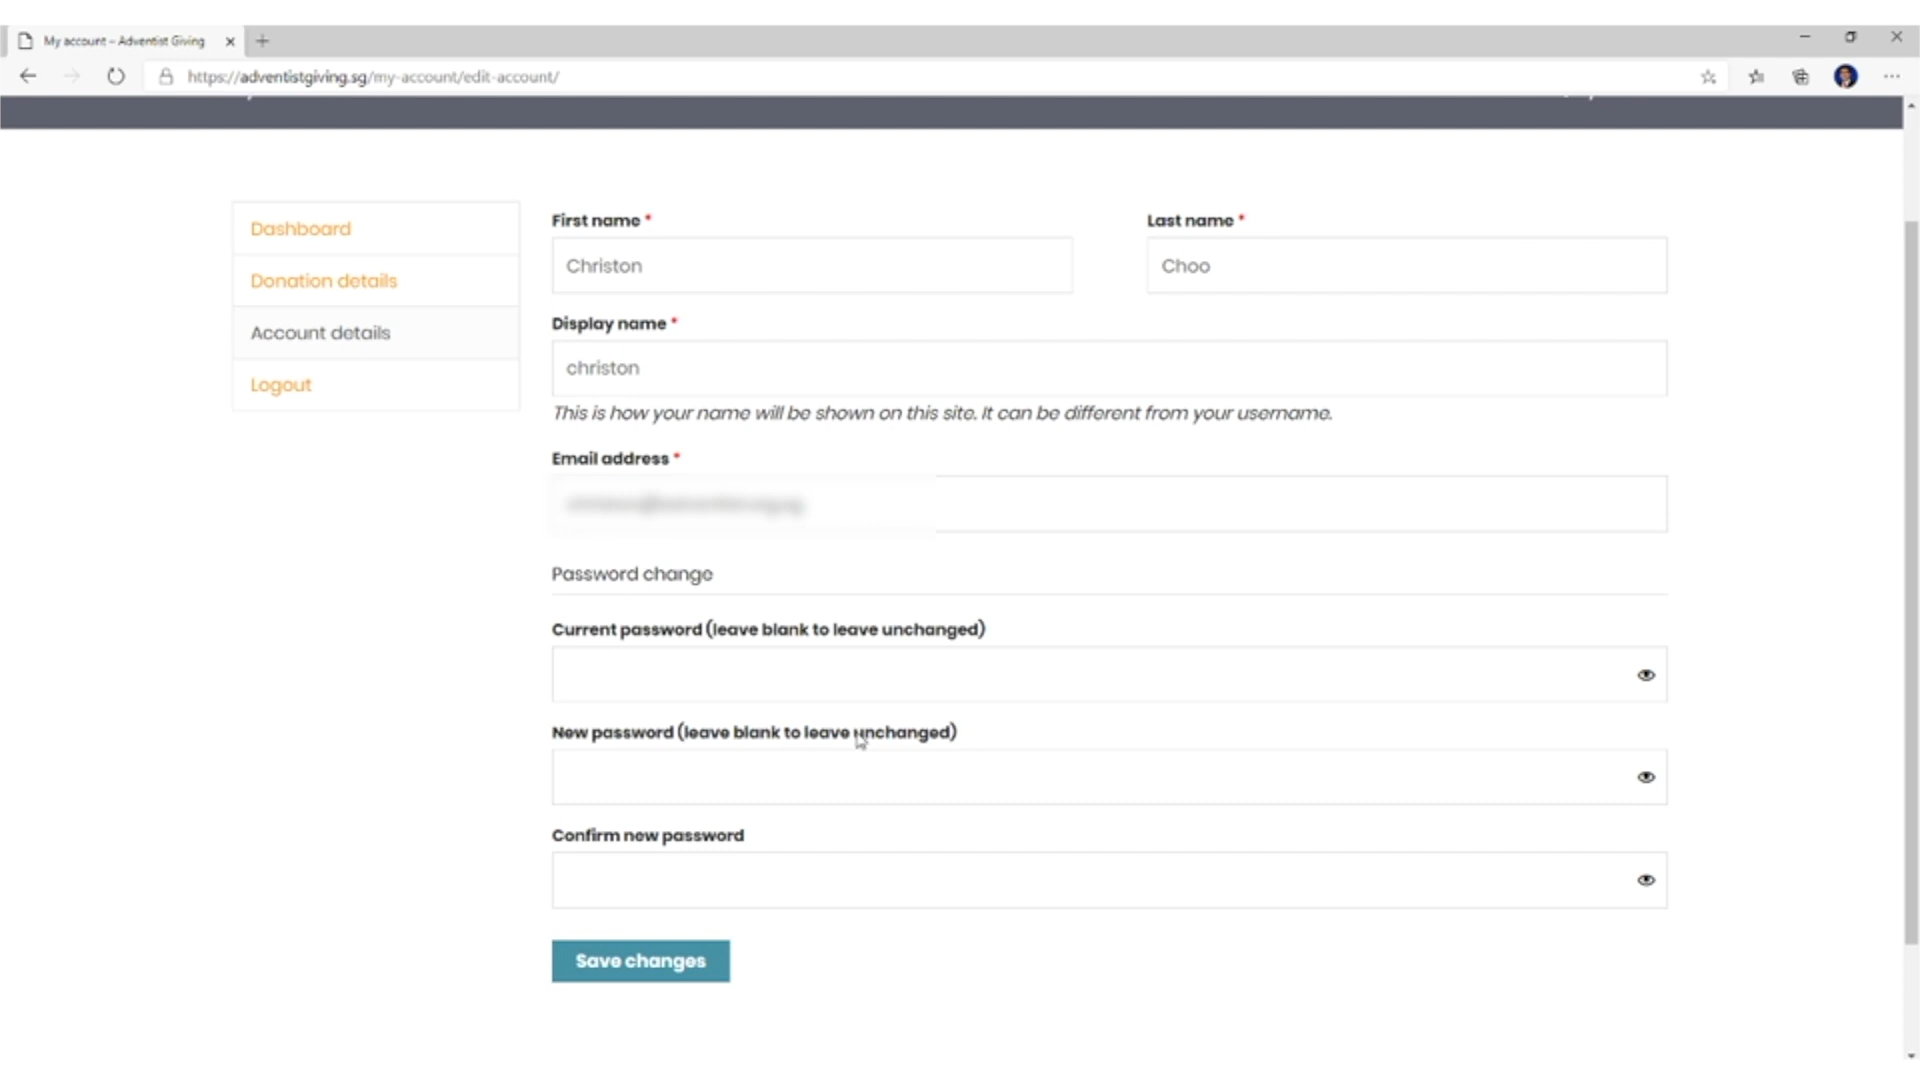 My account – Adventist Giving
https://adventistgiving.sg/my-account/edit-account/
Dashboard
Donation details
Account details
Logout
First name *
Last name *
Christon
Choo
Display name *
christon
This is how your name will be shown on this site. It can be different from your username.
Email address *
Password change
Current password (leave blank to leave unchanged)
New password (leave blank to leave unchanged)
Confirm new password
Save changes